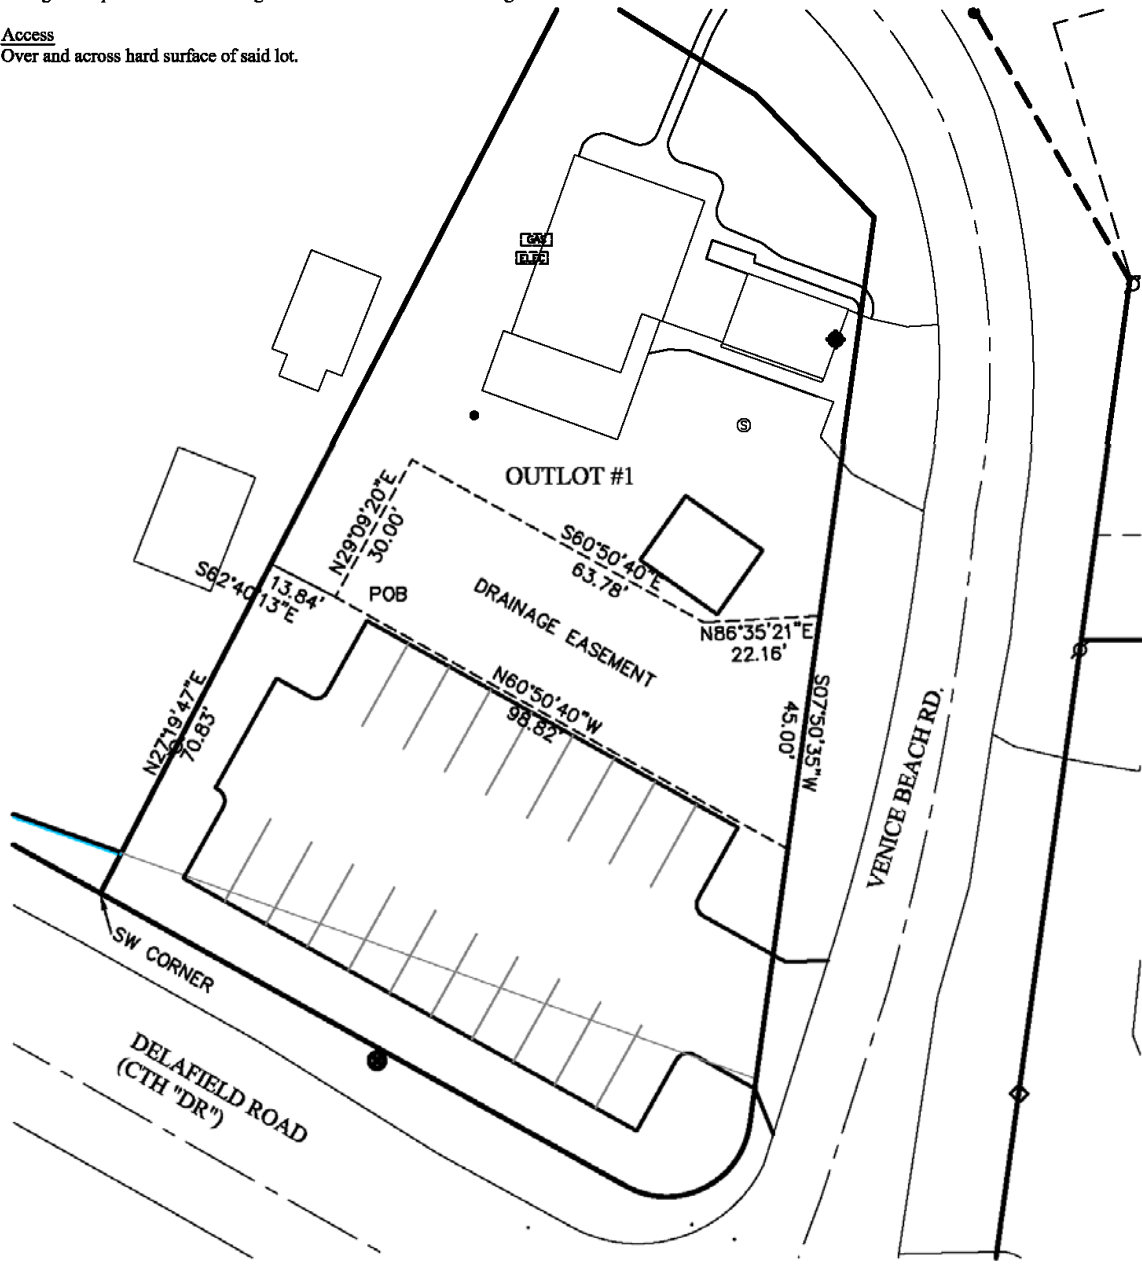 Access
Over and across hard surface of said lot.
GAS
ELEC
S
OUTLOT #1
N29°09'20"E
30.00'
S60°50'40"E
63.78'
S62°40'13"E
13.84'
POB
DRAINAGE EASEMENT
N86°35'21"E
22.16'
N60°50'40"W
98.82'
S07°50'35"W
45.00'
N27°19'47"E
70.83'
VENICE BEACH RD.
SW CORNER
DELAFIELD ROAD
(CTH "DR")